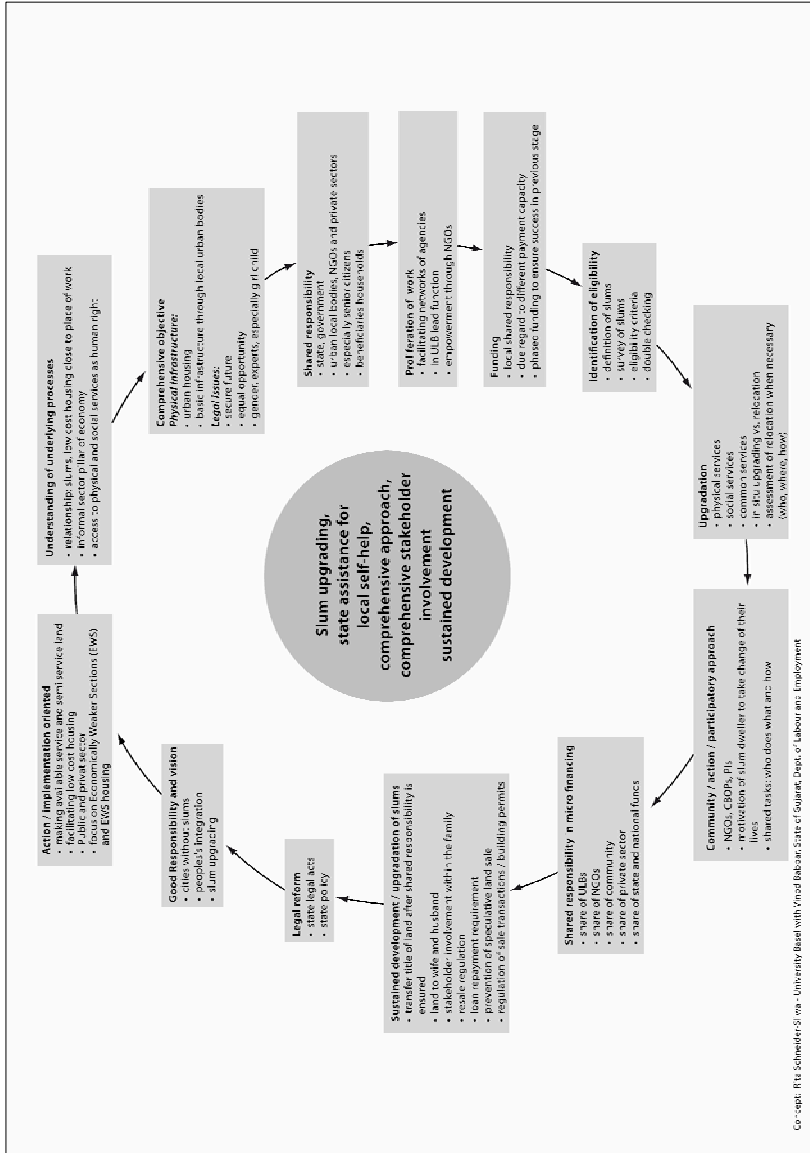 Slum upgrading,
state assistance for
local self-help,
comprehensive approach,
comprehensive stakeholder
involvement
sustained development
Understanding of underlying processes
• relationship: slums, low cost housing close to place of work
• informal sector pillar of economy
• access to physical and social services as human right
Comprehensive objective
Physical Infrastructure:
• urban housing
• basic infrastructure through local urban bodies
Legal Issues:
• secure future
• equal opportunity
• gender experts, especially girl child
Shared responsibility
• state, government
• urban local bodies, NGOs and private sectors
• especially senior citizens
• beneficiaries households
Proliferation of work
• facilitating networks of agencies
• in ULB lead function
• empowerment through NGOs
Funding
• local shared responsibility
• due regard to different payment capacity
• phased funding to ensure success in previous stage
Identification of eligibility
• definition of slums
• survey of slums
• eligibility criteria
• double checking
Upgradation
• physical services
• social services
• common services
• in situ upgrading vs. relocation
• assessment of relocation when necessary
(who, where, how)
Community / action / participatory approach
• NGOs, CBOPs, PIs
• motivation of slum dweller to take change of their
lives
• shared tasks: who does what and how
Shared responsibility in micro financing
• share of ULBs
• share of NGOs
• share of community
• share of private sector
• share of state and national funds
Sustained development / upgradation of slums
• transfer title of land after shared responsibility is
ensured
• land to wife and husband
• stakeholder involvement within the family
• resale regulation
• loan repayment requirement
• prevention of speculative land sale
• regulation of sale transactions / building permits
Legal reform
• state legal acts
• state policy
Good Responsibility and vision
• cities without slums
• peoples's integration
• slum upgrading
Action / Implementation oriented
• making available service and semi service land
• facilitating low cost housing
• Public and privat sector
• focus on Economically Weaker Sections (EWS)
and EWS housing
Concept: Rita Schneider-Sliwa - University Basel with Vinod Babbar, State of Gujarat, Dept. of Labour and Employment